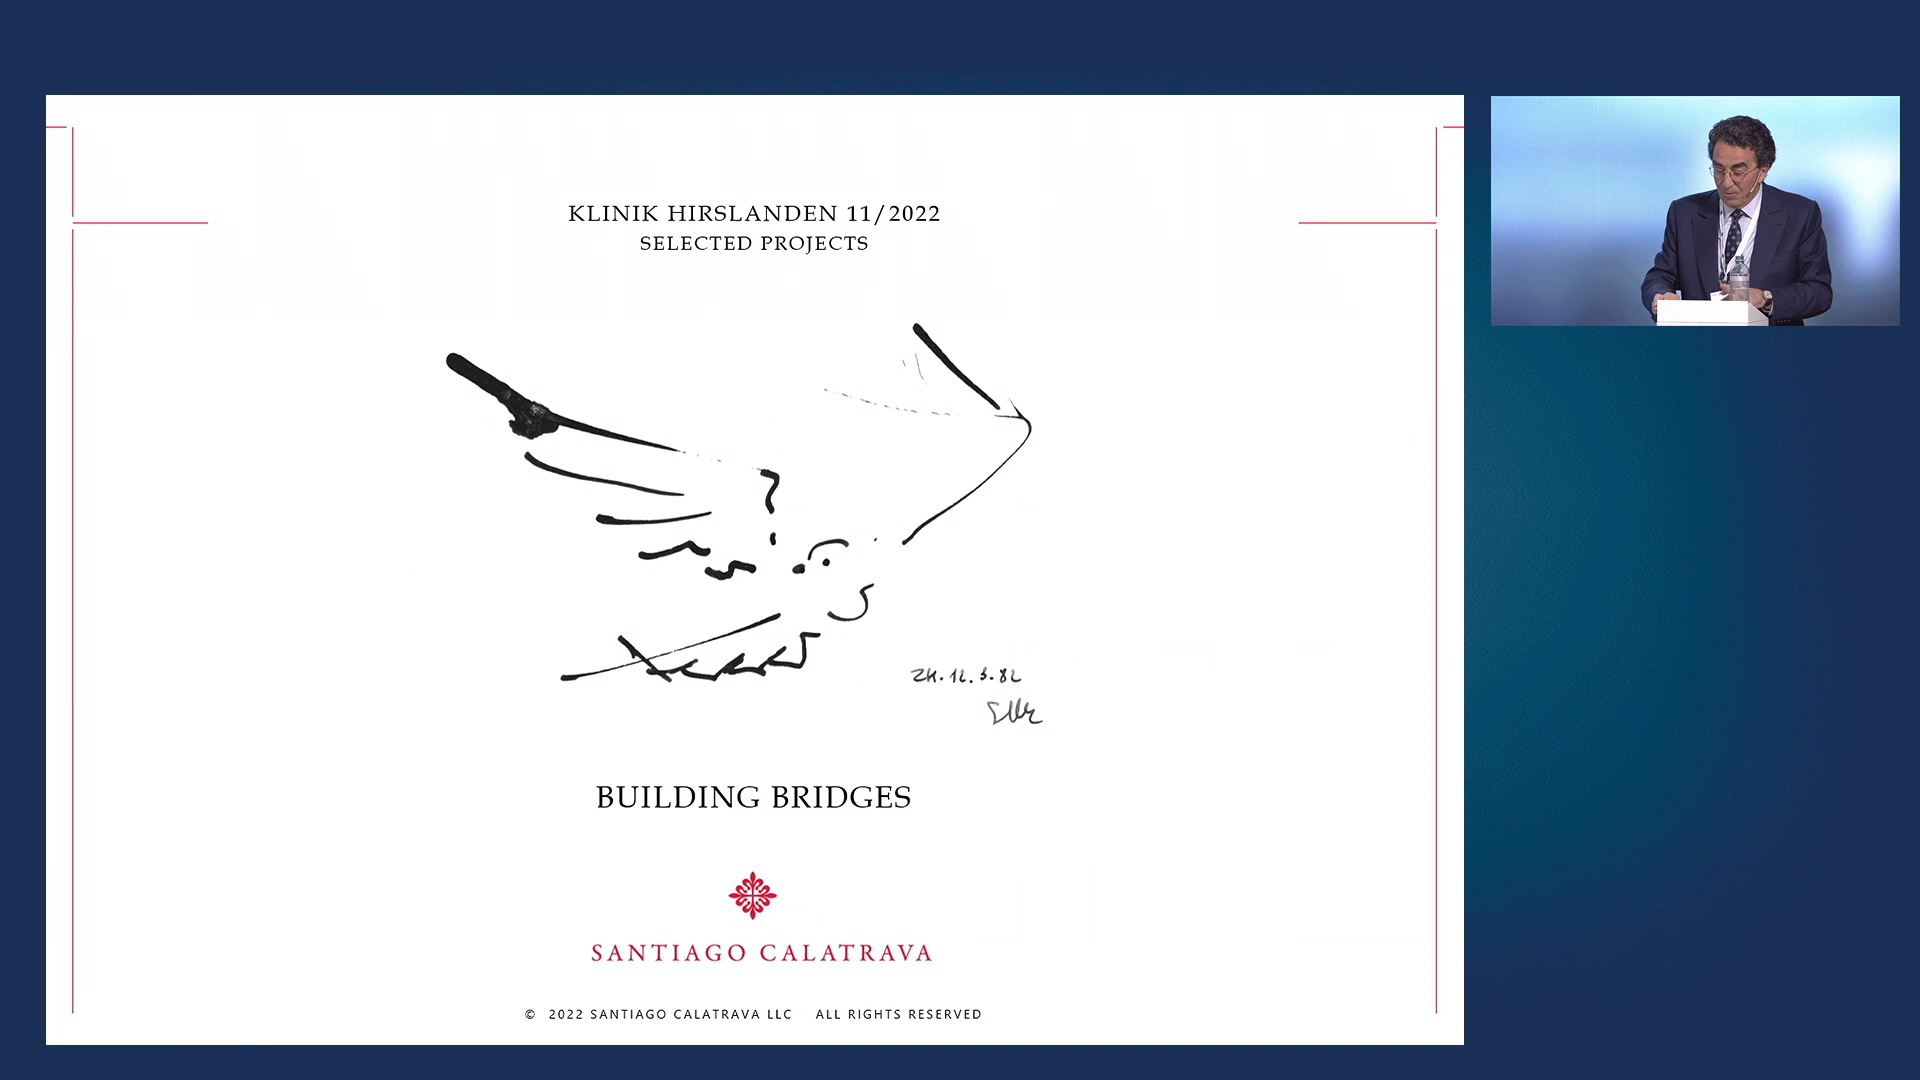 KLINIK HIRSLANDEN 11/2022
SELECTED PROJECTS
BUILDING BRIDGES
SANTIAGO CALATRAVA
© 2022 SANTIAGO CALATRAVA LLC ALL RIGHTS RESERVED